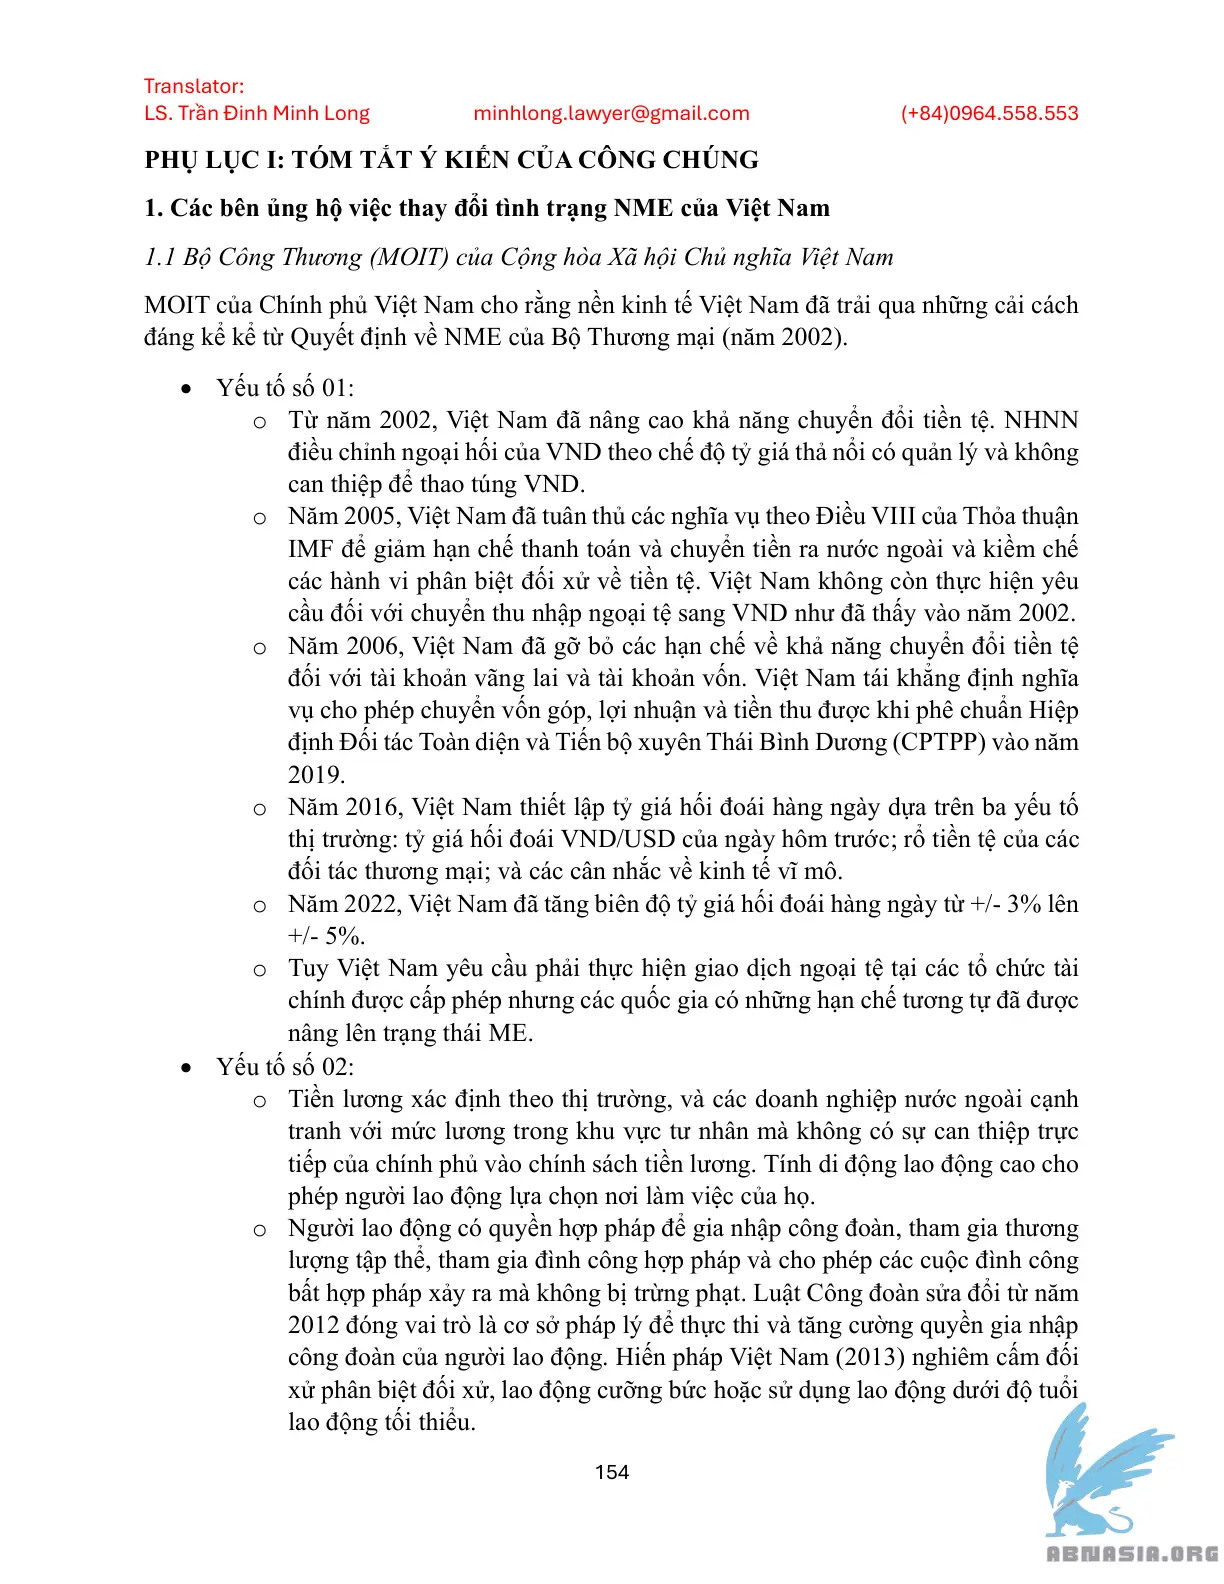 Translator:
LS. Trần Đình Minh Long minhlong.lawyer@gmail.com (+84)0964.558.553
PHỤ LỤC I: TÓM TẮT Ý KIẾN CỦA CÔNG CHÚNG
1. Các bên ủng hộ việc thay đổi tình trạng NME của Việt Nam
1.1 Bộ Công Thương (MOIT) của Cộng hòa Xã hội Chủ nghĩa Việt Nam
MOIT của Chính phủ Việt Nam cho rằng nền kinh tế Việt Nam đã trải qua những cải cách
đáng kể kể từ Quyết định về NME của Bộ Thương mại (năm 2002).
• Yếu tố số 01:
o Từ năm 2002, Việt Nam đã nâng cao khả năng chuyển đổi tiền tệ. NHNN
điều chỉnh ngoại hối của VND theo chế độ tỷ giá thả nổi có quản lý và không
can thiệp để thao túng VND.
o Năm 2005, Việt Nam đã tuân thủ các nghĩa vụ theo Điều VIII của Thỏa thuận
IMF để giảm hạn chế thanh toán và chuyển tiền ra nước ngoài và kiềm chế
các hành vi phân biệt đối xử về tiền tệ. Việt Nam không còn thực hiện yêu
cầu đối với chuyển thu nhập ngoại tệ sang VND như đã thấy vào năm 2002.
o Năm 2006, Việt Nam đã gỡ bỏ các hạn chế về khả năng chuyển đổi tiền tệ
đối với tài khoản vãng lai và tài khoản vốn. Việt Nam tái khẳng định nghĩa
vụ cho phép chuyển vốn góp, lợi nhuận và tiền thu được khi phê chuẩn Hiệp
định Đối tác Toàn diện và Tiến bộ xuyên Thái Bình Dương (CPTPP) vào năm
2019.
o Năm 2016, Việt Nam thiết lập tỷ giá hối đoái hàng ngày dựa trên ba yếu tố
thị trường: tỷ giá hối đoái VND/USD của ngày hôm trước; rổ tiền tệ của các
đối tác thương mại; và các cân nhắc về kinh tế vĩ mô.
o Năm 2022, Việt Nam đã tăng biên độ tỷ giá hối đoái hàng ngày từ +/- 3% lên
+/- 5%.
o Tuy Việt Nam yêu cầu phải thực hiện giao dịch ngoại tệ tại các tổ chức tài
chính được cấp phép nhưng các quốc gia có những hạn chế tương tự đã được
nâng lên trạng thái ME.
• Yếu tố số 02:
o Tiền lương xác định theo thị trường, và các doanh nghiệp nước ngoài cạnh
tranh với mức lương trong khu vực tư nhân mà không có sự can thiệp trực
tiếp của chính phủ vào chính sách tiền lương. Tính di động lao động cao cho
phép người lao động lựa chọn nơi làm việc của họ.
o Người lao động có quyền hợp pháp để gia nhập công đoàn, tham gia thương
lượng tập thể, tham gia đình công hợp pháp và cho phép các cuộc đình công
bất hợp pháp xảy ra mà không bị trừng phạt. Luật Công đoàn sửa đổi từ năm
2012 đóng vai trò là cơ sở pháp lý để thực thi và tăng cường quyền gia nhập
công đoàn của người lao động. Hiến pháp Việt Nam (2013) nghiêm cấm đối
xử phân biệt đối xử, lao động cưỡng bức hoặc sử dụng lao động dưới độ tuổi
lao động tối thiểu.
154
ABNASIA.ORG